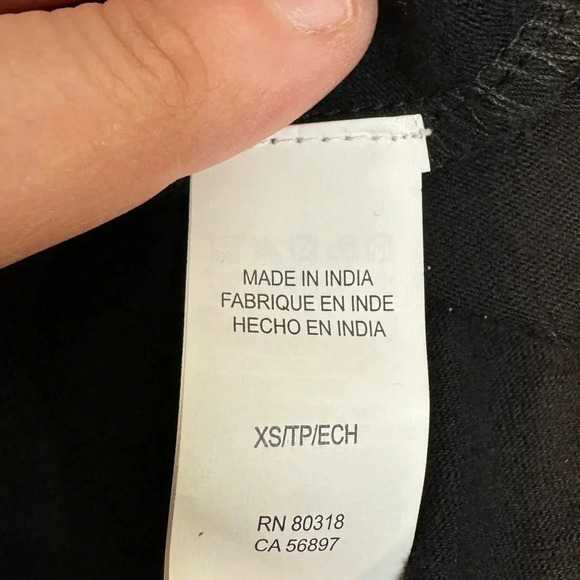 MADE IN INDIA
FABRIQUE EN INDE
HECHO EN INDIA
XS/TP/ECH
RN 80318
CA 56897